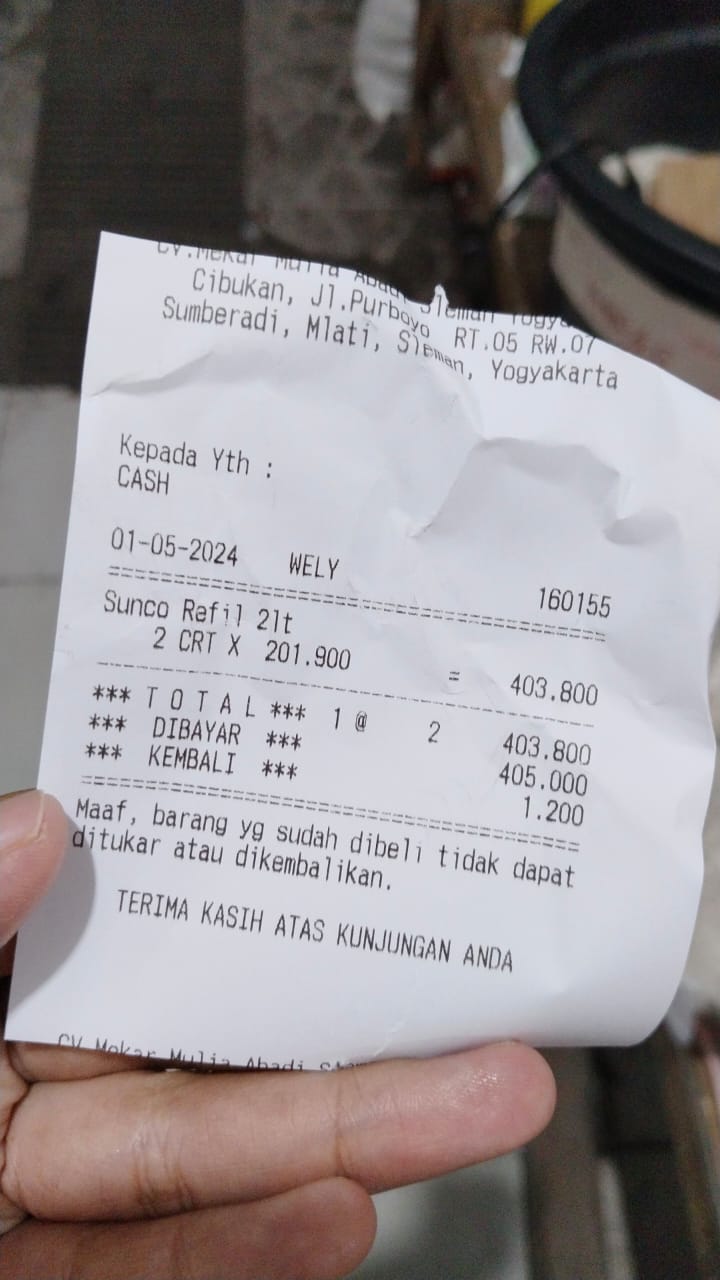 CV.Mekar Mulia Abadi Sleman Yogya
Cibukan, Jl.Purboyo RT.05 RW.07
Sumberadi, Mlati, Sleman, Yogyakarta
Kepada Yth :
CASH
01-05-2024 WELY 160155
================================================
Sunco Refil 2lt
2 CRT X 201.900 = 403.800
------------------------------------------------
*** T O T A L *** 1 @ 2 403.800
*** DIBAYAR *** 405.000
*** KEMBALI *** 1.200
================================================
Maaf, barang yg sudah dibeli tidak dapat
ditukar atau dikembalikan.
TERIMA KASIH ATAS KUNJUNGAN ANDA
CV.Mekar Mulia Abadi